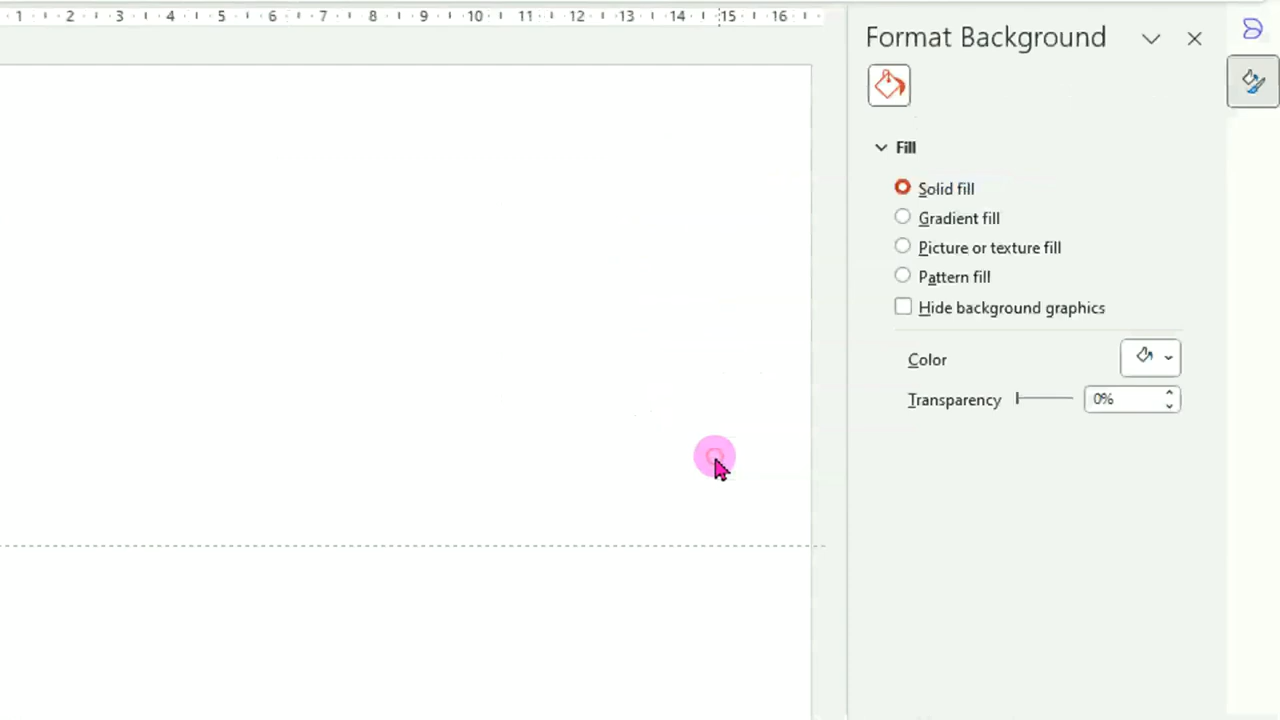 1 2 3 4 5 6 7 8 9 10 11 12 13 14 15 16
Format Background
Fill
Solid fill
Gradient fill
Picture or texture fill
Pattern fill
Hide background graphics
Color
Transparency 0%